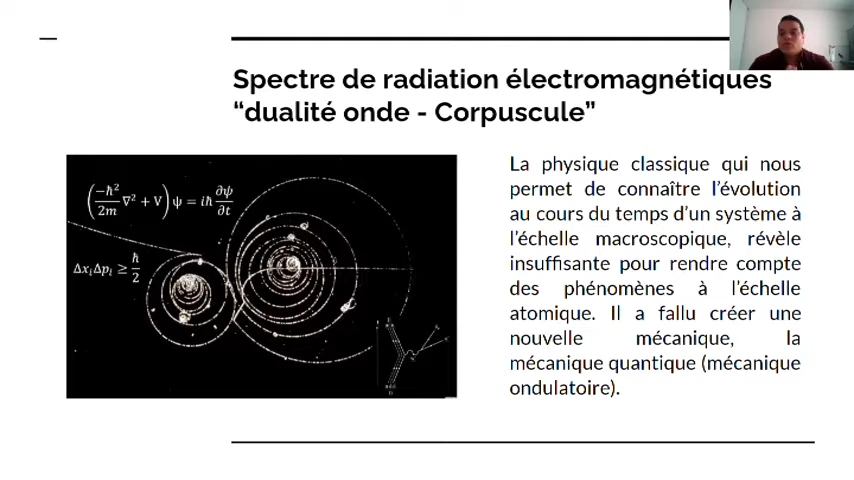 Spectre de radiation électromagnétiques
“dualité onde - Corpuscule”
(−ħ²/2m ∇² + V) ψ = iħ ∂ψ/∂t
Δxᵢ Δpᵢ ≥ ħ/2
La physique classique qui nous
permet de connaître l’évolution
au cours du temps d’un système à
l’échelle macroscopique, révèle
insuffisante pour rendre compte
des phénomènes à l’échelle
atomique. Il a fallu créer une
nouvelle mécanique, la
mécanique quantique (mécanique
ondulatoire).